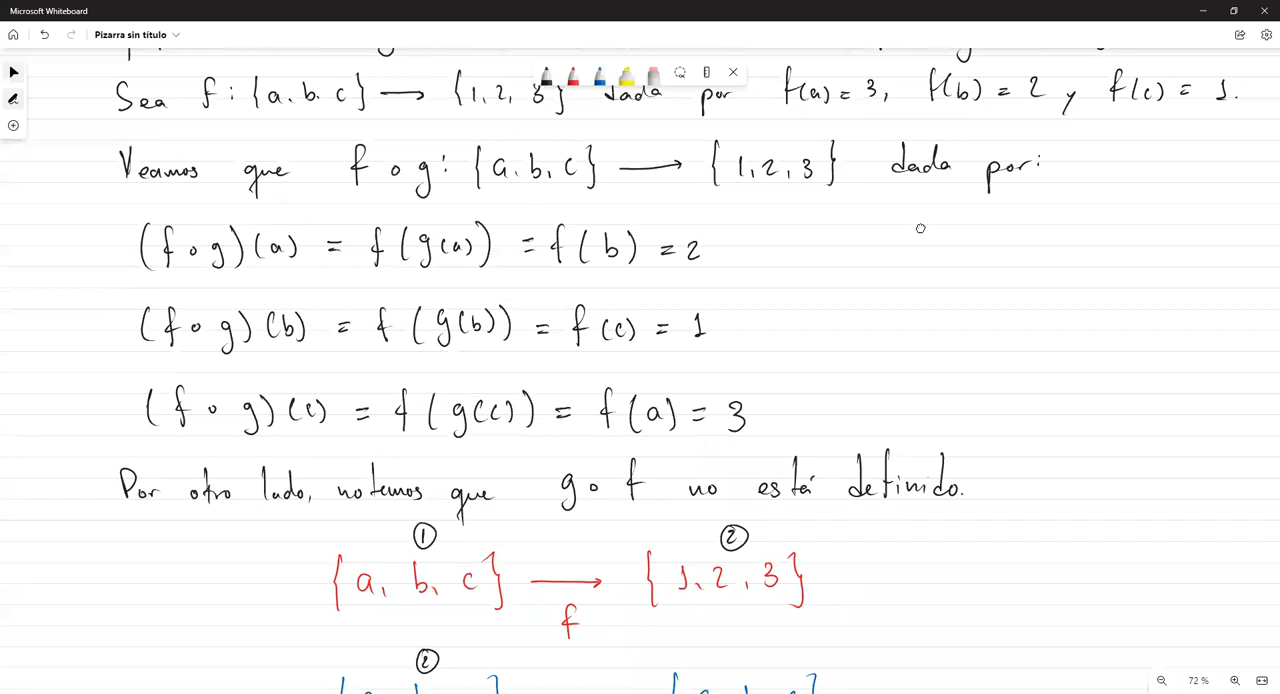 Microsoft Whiteboard
Pizarra sin título
Sea f : {a, b, c} ⟶ {1, 2, 3} dada por f(a) = 3, f(b) = 2 y f(c) = 1.
Veamos que f ∘ g : {a, b, c} ⟶ {1, 2, 3} dada por:
(f ∘ g)(a) = f(g(a)) = f(b) = 2
(f ∘ g)(b) = f(g(b)) = f(c) = 1
(f ∘ g)(c) = f(g(c)) = f(a) = 3
Por otro lado, notemos que g ∘ f no está definido.
① ②
{a, b, c} ⟶ {1, 2, 3}
f
②
72 %